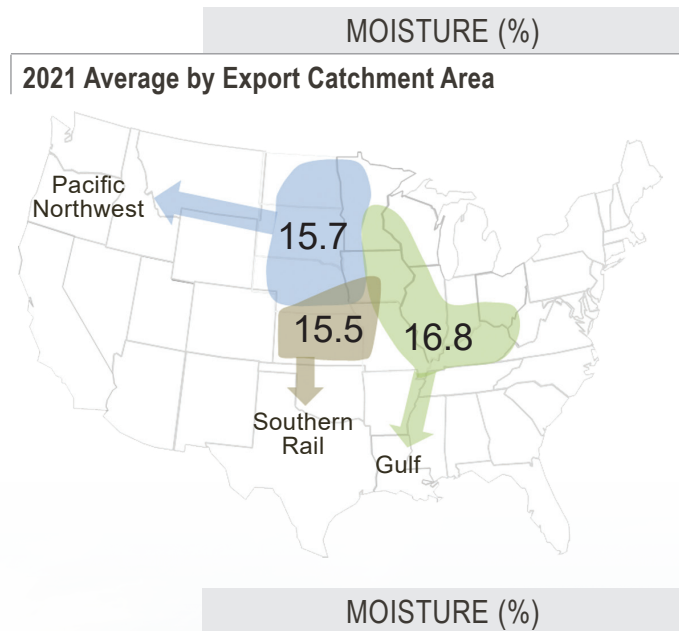 MOISTURE (%)
2021 Average by Export Catchment Area
Pacific
Northwest
15.7
15.5
16.8
Southern
Rail
Gulf
MOISTURE (%)